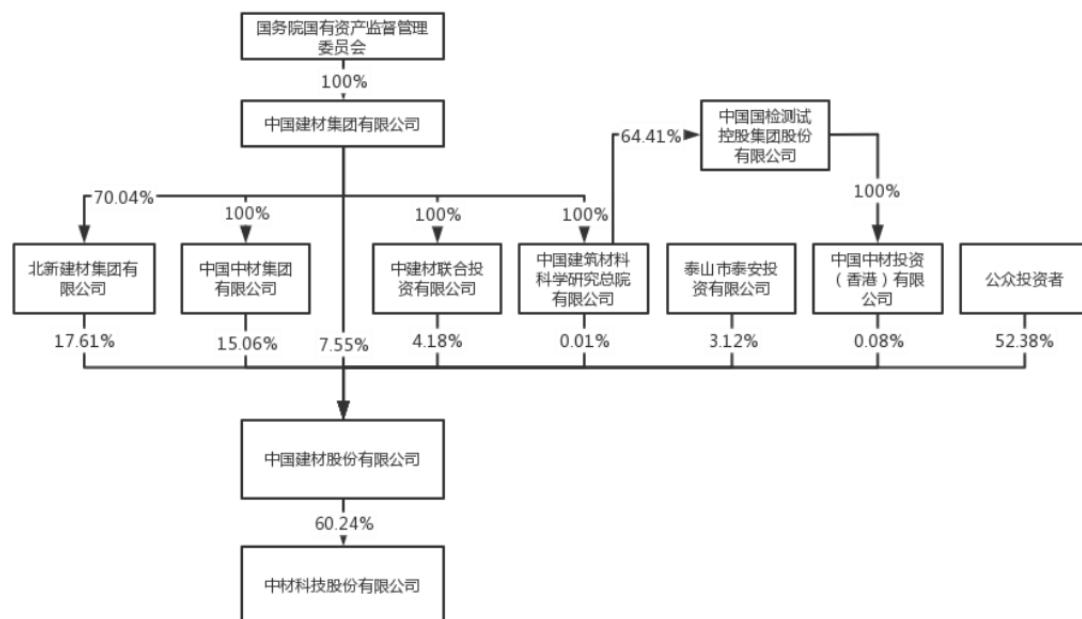 国务院国有资产监督管理
委员会
100%
中国建材集团有限公司
中国国检测试
控股集团股份
有限公司
64.41%
70.04%
100%
100%
100%
100%
北新建材集团有
限公司
中国中材集团
有限公司
中建材联合投
资有限公司
中国建筑材料
科学研究总院
有限公司
泰山市泰安投
资有限公司
中国中材投资
（香港）有限
公司
公众投资者
17.61%
15.06%
7.55%
4.18%
0.01%
3.12%
0.08%
52.38%
中国建材股份有限公司
60.24%
中材科技股份有限公司